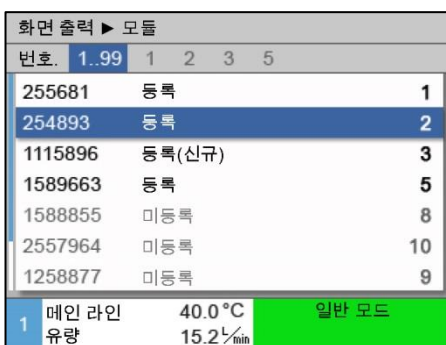 화면 출력 ▶ 모듈
번호. 1..99 1 2 3 5
255681 등록 1
254893 등록 2
1115896 등록(신규) 3
1589663 등록 5
1588855 미등록 8
2557964 미등록 10
1258877 미등록 9
1 메인 라인 40.0 °C 일반 모드
유량 15.2 L/min